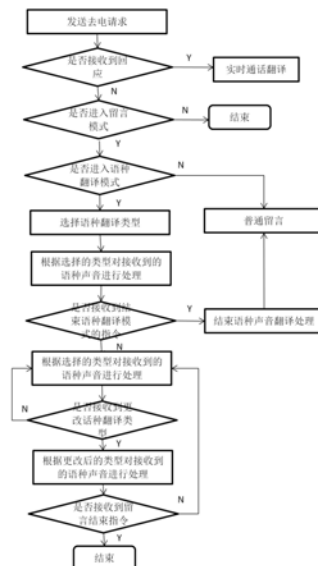 发送去电请求
是否接收到回
应
Y
实时通话翻译
N
是否进入留言
模式
N
结束
Y
是否进入语种
翻译模式
N
Y
选择语种翻译类型
普通留言
根据选择的类型对接收到的
语种声音进行处理
是否接收到结
束语种翻译模
式的指令
Y
结束语种声音翻译处理
N
根据选择的类型对接收到的
语种声音进行处理
是否接收到更
改话种翻译类
型
N
Y
根据更改后的类型对接收到
的语种声音进行处理
是否接收到留
言结束指令
N
Y
结束